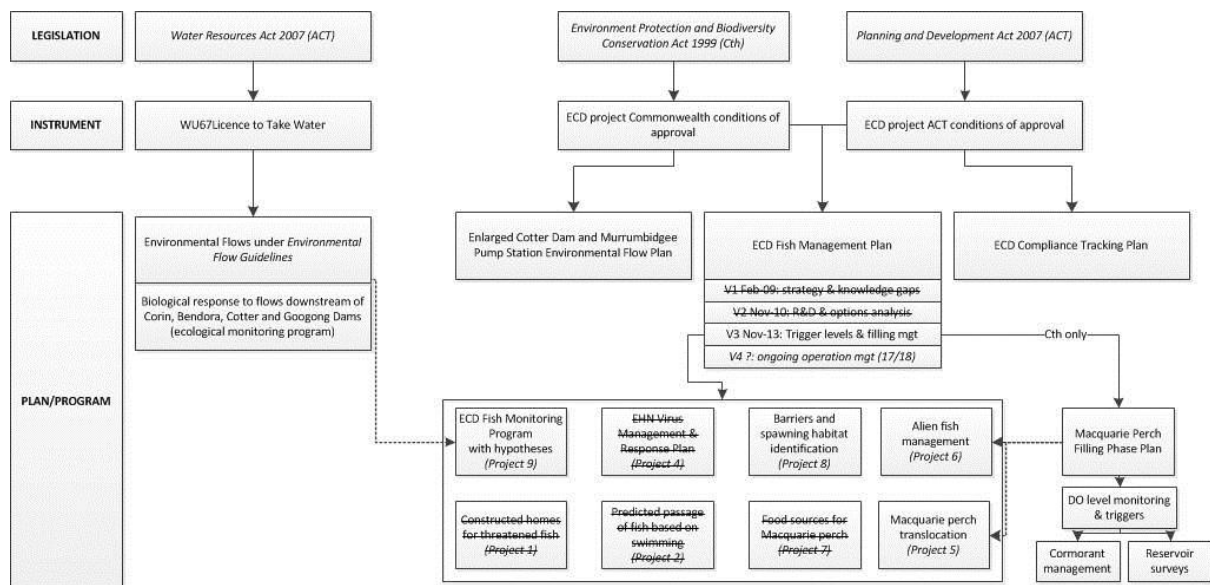 LEGISLATION
Water Resources Act 2007 (ACT)
Environment Protection and Biodiversity
Conservation Act 1999 (Cth)
Planning and Development Act 2007 (ACT)
INSTRUMENT
WU67Licence to Take Water
ECD project Commonwealth conditions of
approval
ECD project ACT conditions of approval
PLAN/PROGRAM
Environmental Flows under Environmental
Flow Guidelines
Biological response to flows downstream of
Corin, Bendora, Cotter and Googong Dams
(ecological monitoring program)
Enlarged Cotter Dam and Murrumbidgee
Pump Station Environmental Flow Plan
ECD Fish Management Plan
V1 Feb-09: strategy & knowledge gaps
V2 Nov-10: R&D & options analysis
V3 Nov-13: Trigger levels & filling mgt
V4 ?: ongoing operation mgt (17/18)
ECD Compliance Tracking Plan
Cth only
ECD Fish Monitoring
Program
with hypotheses
(Project 9)
EHN Virus
Management &
Response Plan
(Project 4)
Barriers and
spawning habitat
identification
(Project 8)
Alien fish
management
(Project 6)
Macquarie Perch
Filling Phase Plan
Constructed homes
for threatened fish
(Project 1)
Predicted passage
of fish based on
swimming
(Project 2)
Food sources for
Macquarie perch
(Project 7)
Macquarie perch
translocation
(Project 5)
DO level monitoring
& triggers
Cormorant
management
Reservoir
surveys